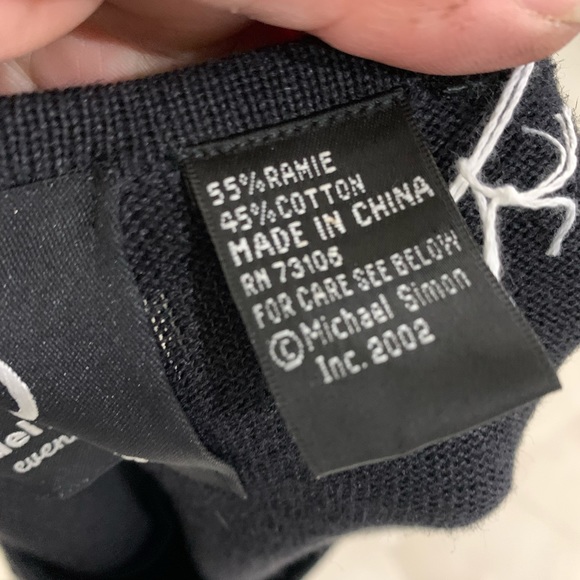 55% RAMIE
45% COTTON
MADE IN CHINA
RN 73106
FOR CARE SEE BELOW
©Michael Simon
Inc. 2002